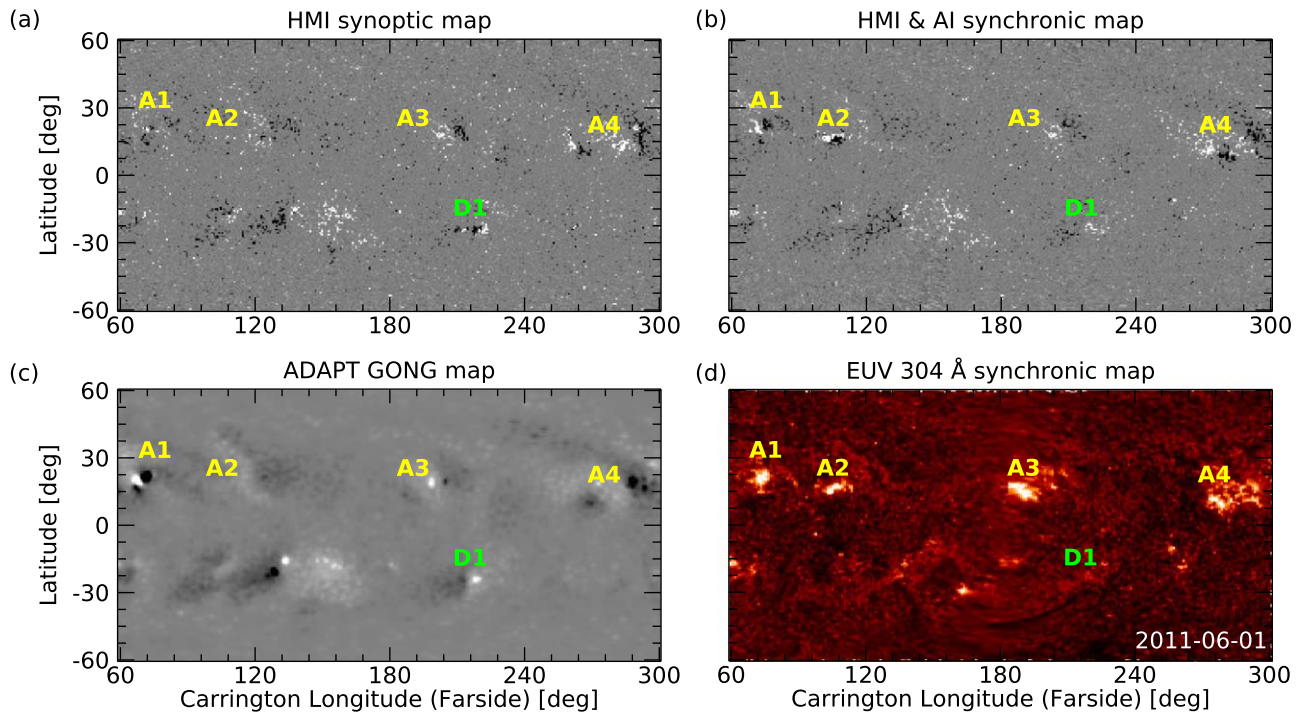 (a) HMI synoptic map
60
30
0
-30
-60
Latitude [deg]
A1
A2
A3
A4
D1
60 120 180 240 300
(b) HMI & AI synchronic map
A1
A2
A3
A4
D1
60 120 180 240 300
(c) ADAPT GONG map
60
30
0
-30
-60
Latitude [deg]
A1
A2
A3
A4
D1
60 120 180 240 300
Carrington Longitude (Farside) [deg]
(d) EUV 304 Å synchronic map
A1
A2
A3
A4
D1
2011-06-01
60 120 180 240 300
Carrington Longitude (Farside) [deg]